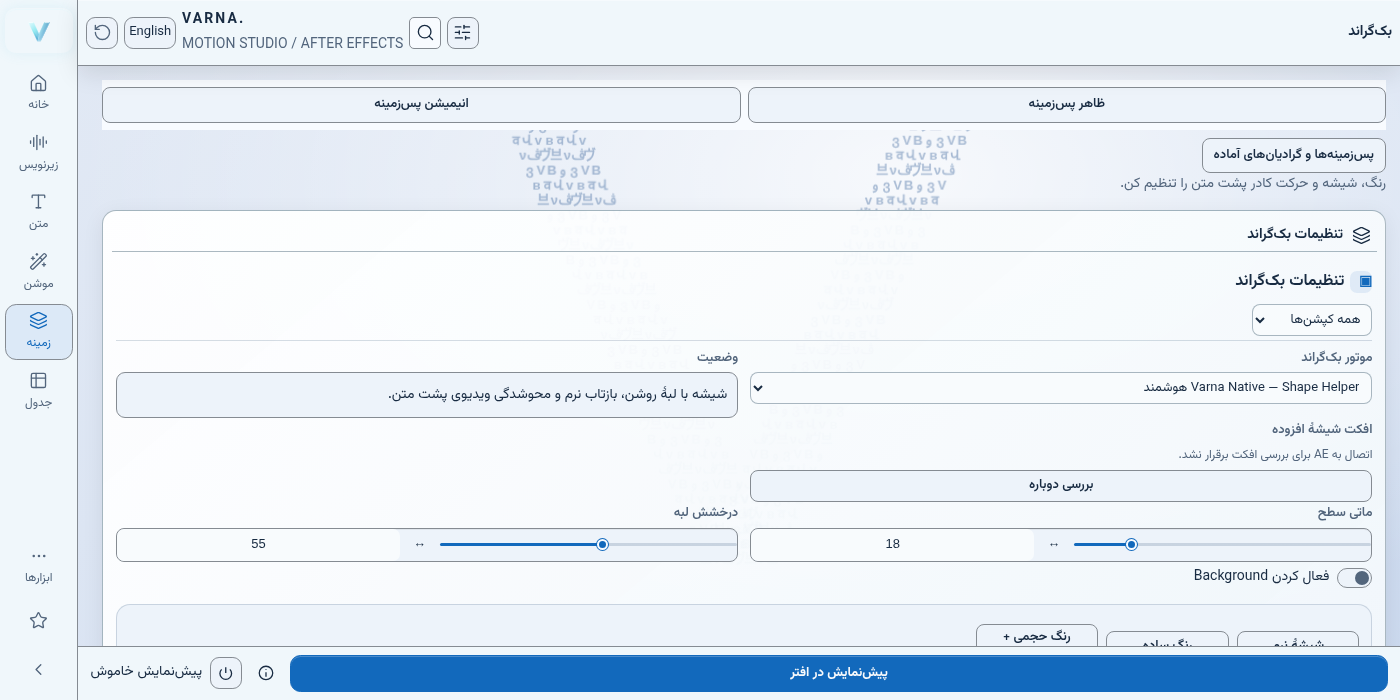 بک‌گراند
VARNA.
MOTION STUDIO / AFTER EFFECTS
English
خانه
زیرنویس
متن
موشن
زمینه
جدول
ابزارها
ظاهر پس‌زمینه
انیمیشن پس‌زمینه
پس‌زمینه‌ها و گرادیان‌های آماده
رنگ، شیشه و حرکت کادر پشت متن را تنظیم کن.
تنظیمات بک‌گراند
تنظیمات بک‌گراند
همه کپشن‌ها
موتور بک‌گراند
Varna Native — Shape Helper هوشمند
وضعیت
شیشه با لبهٔ روشن، بازتاب نرم و محوشدگی ویدیوی پشت متن.
افکت شیشهٔ افزوده
اتصال به AE برای بررسی افکت برقرار نشد.
بررسی دوباره
ماتی سطح
18
درخشش لبه
55
فعال کردن Background
شیشهٔ نرم
رنگ ساده
رنگ حجمی +
پیش‌نمایش در افتر
پیش‌نمایش خاموش